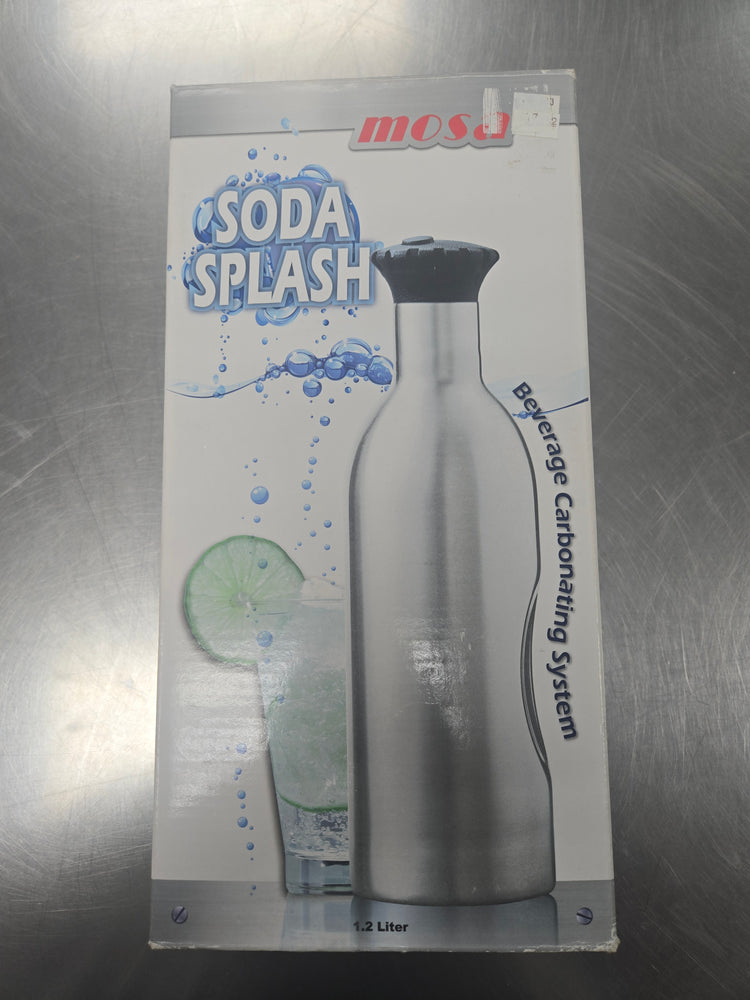 mosa
SODA
SPLASH
Beverage Carbonating System
1.2 Liter